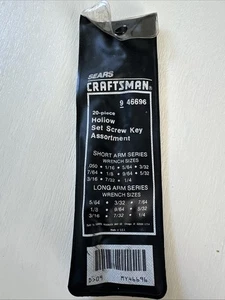 SEARS
CRAFTSMAN®
9 46696
20-piece
Hollow
Set Screw Key
Assortment
SHORT ARM SERIES
WRENCH SIZES
.050 • 1/16 • 5/64 • 3/32
7/64 • 1/8 • 9/64 • 5/32
3/16 • 7/32 • 1/4
LONG ARM SERIES
WRENCH SIZES
5/64 • 3/32 • 7/64
1/8 • 9/64 • 5/32
3/16 • 7/32 • 1/4